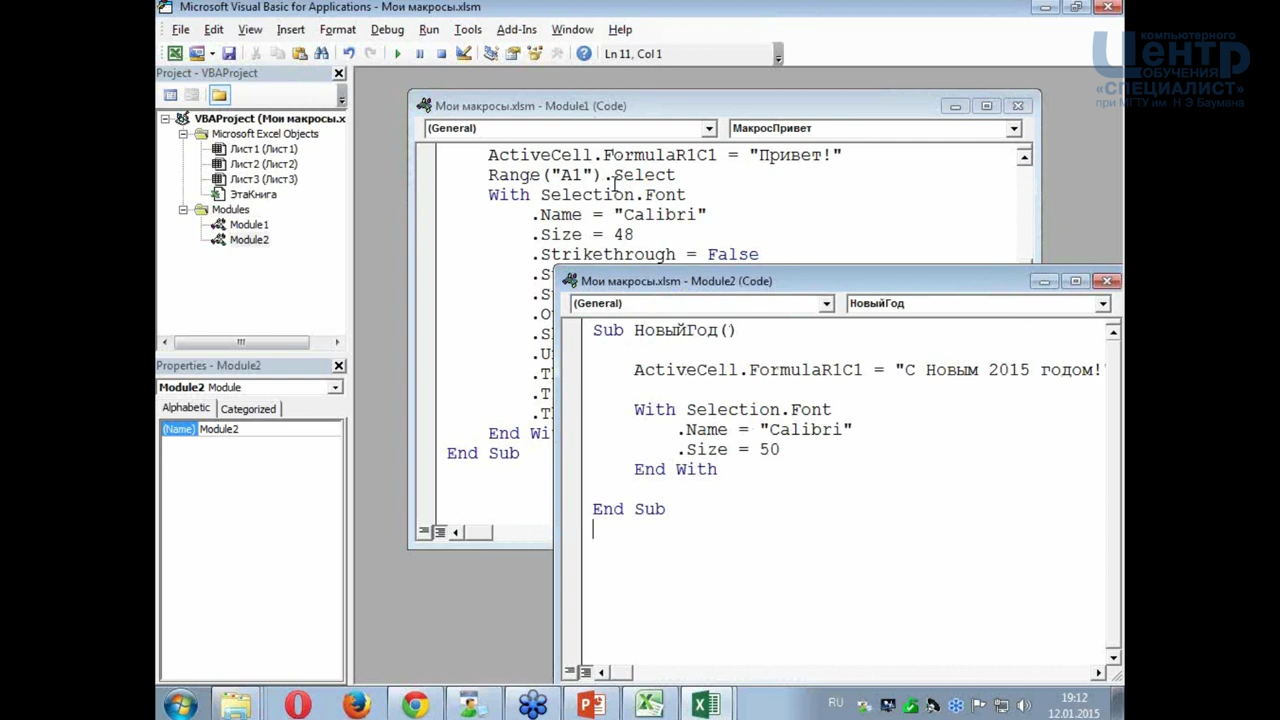 Microsoft Visual Basic for Applications - Мои макросы.xlsm
File Edit View Insert Format Debug Run Tools Add-Ins Window Help
Ln 11, Col 1
компьютерного
Центр
ОБУЧЕНИЯ
«СПЕЦИАЛИСТ»
при МГТУ им. Н.Э.Баумана
Project - VBAProject
VBAProject (Мои макросы.x
Microsoft Excel Objects
Лист1 (Лист1)
Лист2 (Лист2)
Лист3 (Лист3)
ЭтаКнига
Modules
Module1
Module2
Properties - Module2
Module2 Module
Alphabetic Categorized
(Name) Module2
Мои макросы.xlsm - Module1 (Code)
(General) МакросПривет
ActiveCell.FormulaR1C1 = "Привет!"
Range("A1").Select
With Selection.Font
.Name = "Calibri"
.Size = 48
.Strikethrough = False
.S
.S
.O
.S
.U
.T
.T
.T
End Wi
End Sub
Мои макросы.xlsm - Module2 (Code)
(General) НовыйГод
Sub НовыйГод()
ActiveCell.FormulaR1C1 = "С Новым 2015 годом!"
With Selection.Font
.Name = "Calibri"
.Size = 50
End With
End Sub
RU 19:12
12.01.2015